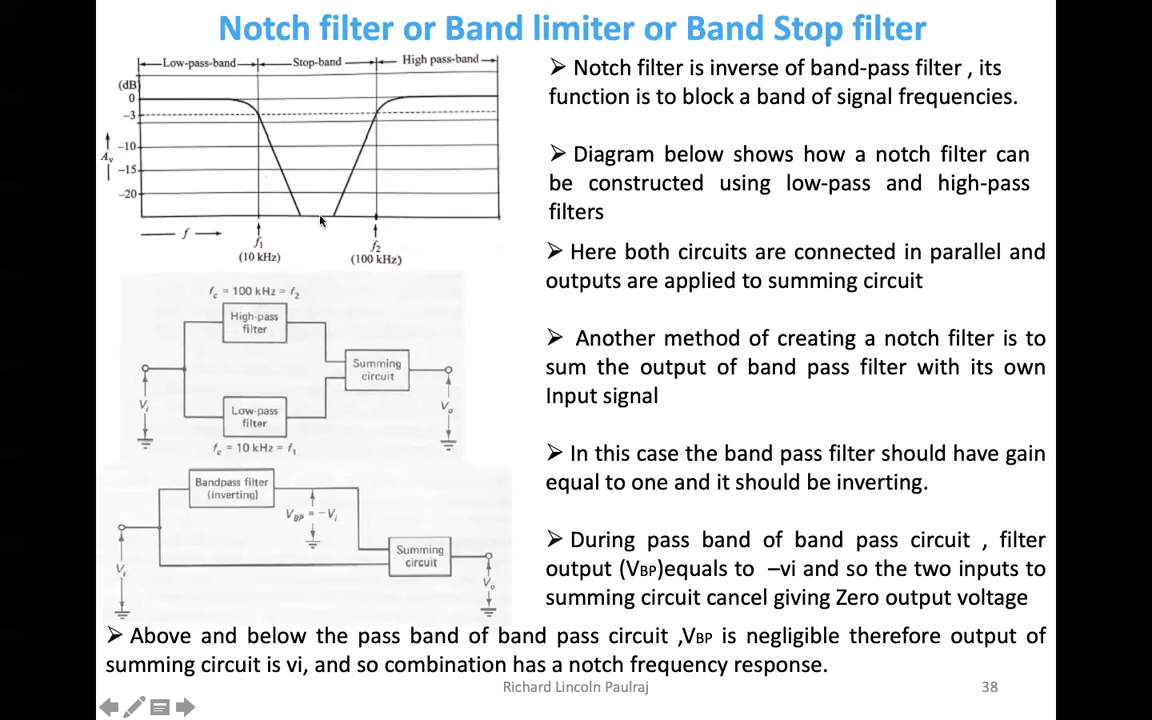 Notch filter or Band limiter or Band Stop filter
Low-pass-band
Stop-band
High pass-band
(dB)
0
−3
−10
−15
−20
Av
f
f1
(10 kHz)
f2
(100 kHz)
fc = 100 kHz = f2
High-pass
filter
Summing
circuit
Vi
Vo
Low-pass
filter
fc = 10 kHz = f1
Bandpass filter
(inverting)
VBP = −Vi
Summing
circuit
Vi
Vo
➢ Notch filter is inverse of band-pass filter , its
function is to block a band of signal frequencies.
➢ Diagram below shows how a notch filter can
be constructed using low-pass and high-pass
filters
➢ Here both circuits are connected in parallel and
outputs are applied to summing circuit
➢ Another method of creating a notch filter is to
sum the output of band pass filter with its own
Input signal
➢ In this case the band pass filter should have gain
equal to one and it should be inverting.
➢ During pass band of band pass circuit , filter
output (VBP)equals to –vi and so the two inputs to
summing circuit cancel giving Zero output voltage
➢ Above and below the pass band of band pass circuit ,VBP is negligible therefore output of
summing circuit is vi, and so combination has a notch frequency response.
Richard Lincoln Paulraj
38